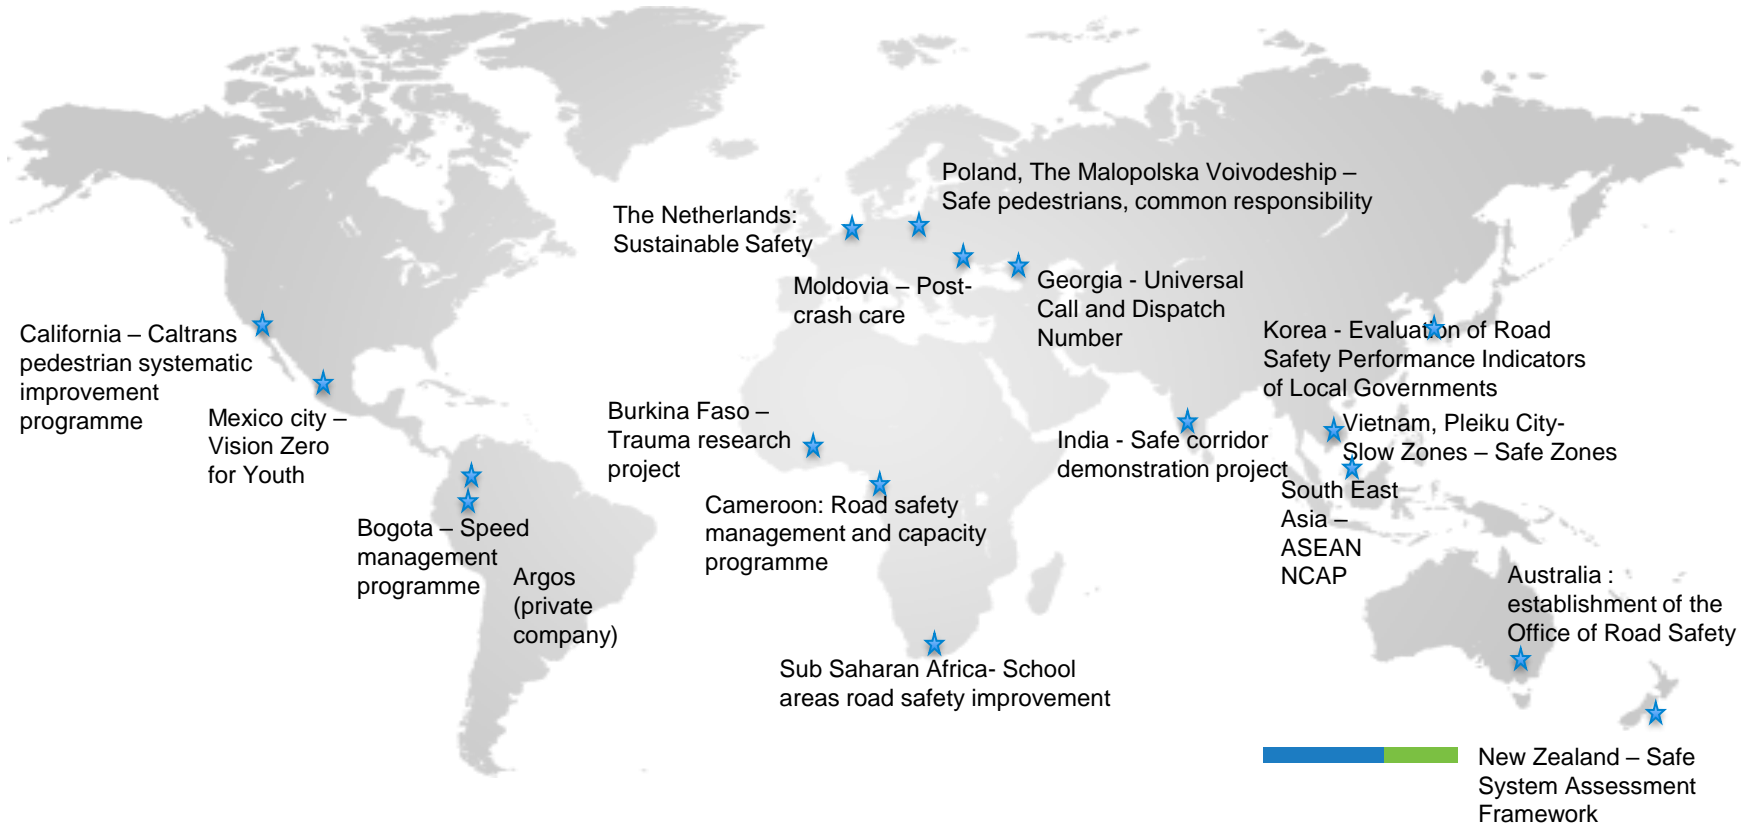 Poland, The Malopolska Voivodeship –
Safe pedestrians, common responsibility
The Netherlands:
Sustainable Safety
Moldovia – Post-
crash care
Georgia - Universal
Call and Dispatch
Number
California – Caltrans
pedestrian systematic
improvement
programme
Korea - Evaluation of Road
Safety Performance Indicators
of Local Governments
Mexico city –
Vision Zero
for Youth
Burkina Faso –
Trauma research
project
India - Safe corridor
demonstration project
Vietnam, Pleiku City-
Slow Zones – Safe Zones
South East
Asia –
ASEAN
NCAP
Cameroon: Road safety
management and capacity
programme
Bogota – Speed
management
programme
Argos
(private
company)
Australia :
establishment of the
Office of Road Safety
Sub Saharan Africa- School
areas road safety improvement
New Zealand – Safe
System Assessment
Framework